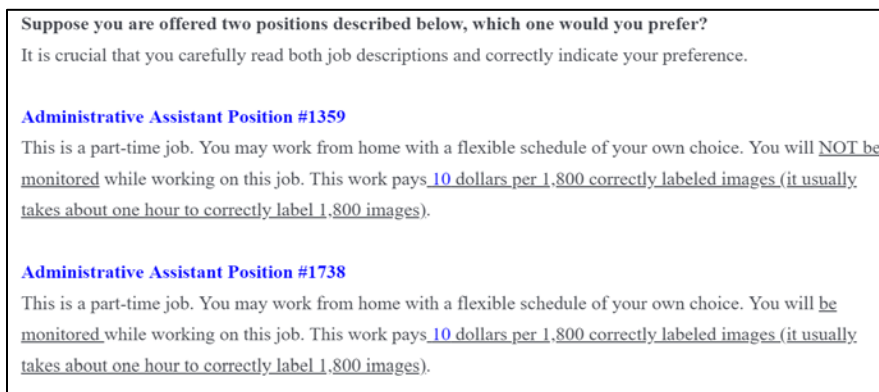 Suppose you are offered two positions described below, which one would you prefer?
It is crucial that you carefully read both job descriptions and correctly indicate your preference.
Administrative Assistant Position #1359
This is a part-time job. You may work from home with a flexible schedule of your own choice. You will NOT be
monitored while working on this job. This work pays 10 dollars per 1,800 correctly labeled images (it usually
takes about one hour to correctly label 1,800 images).
Administrative Assistant Position #1738
This is a part-time job. You may work from home with a flexible schedule of your own choice. You will be
monitored while working on this job. This work pays 10 dollars per 1,800 correctly labeled images (it usually
takes about one hour to correctly label 1,800 images).